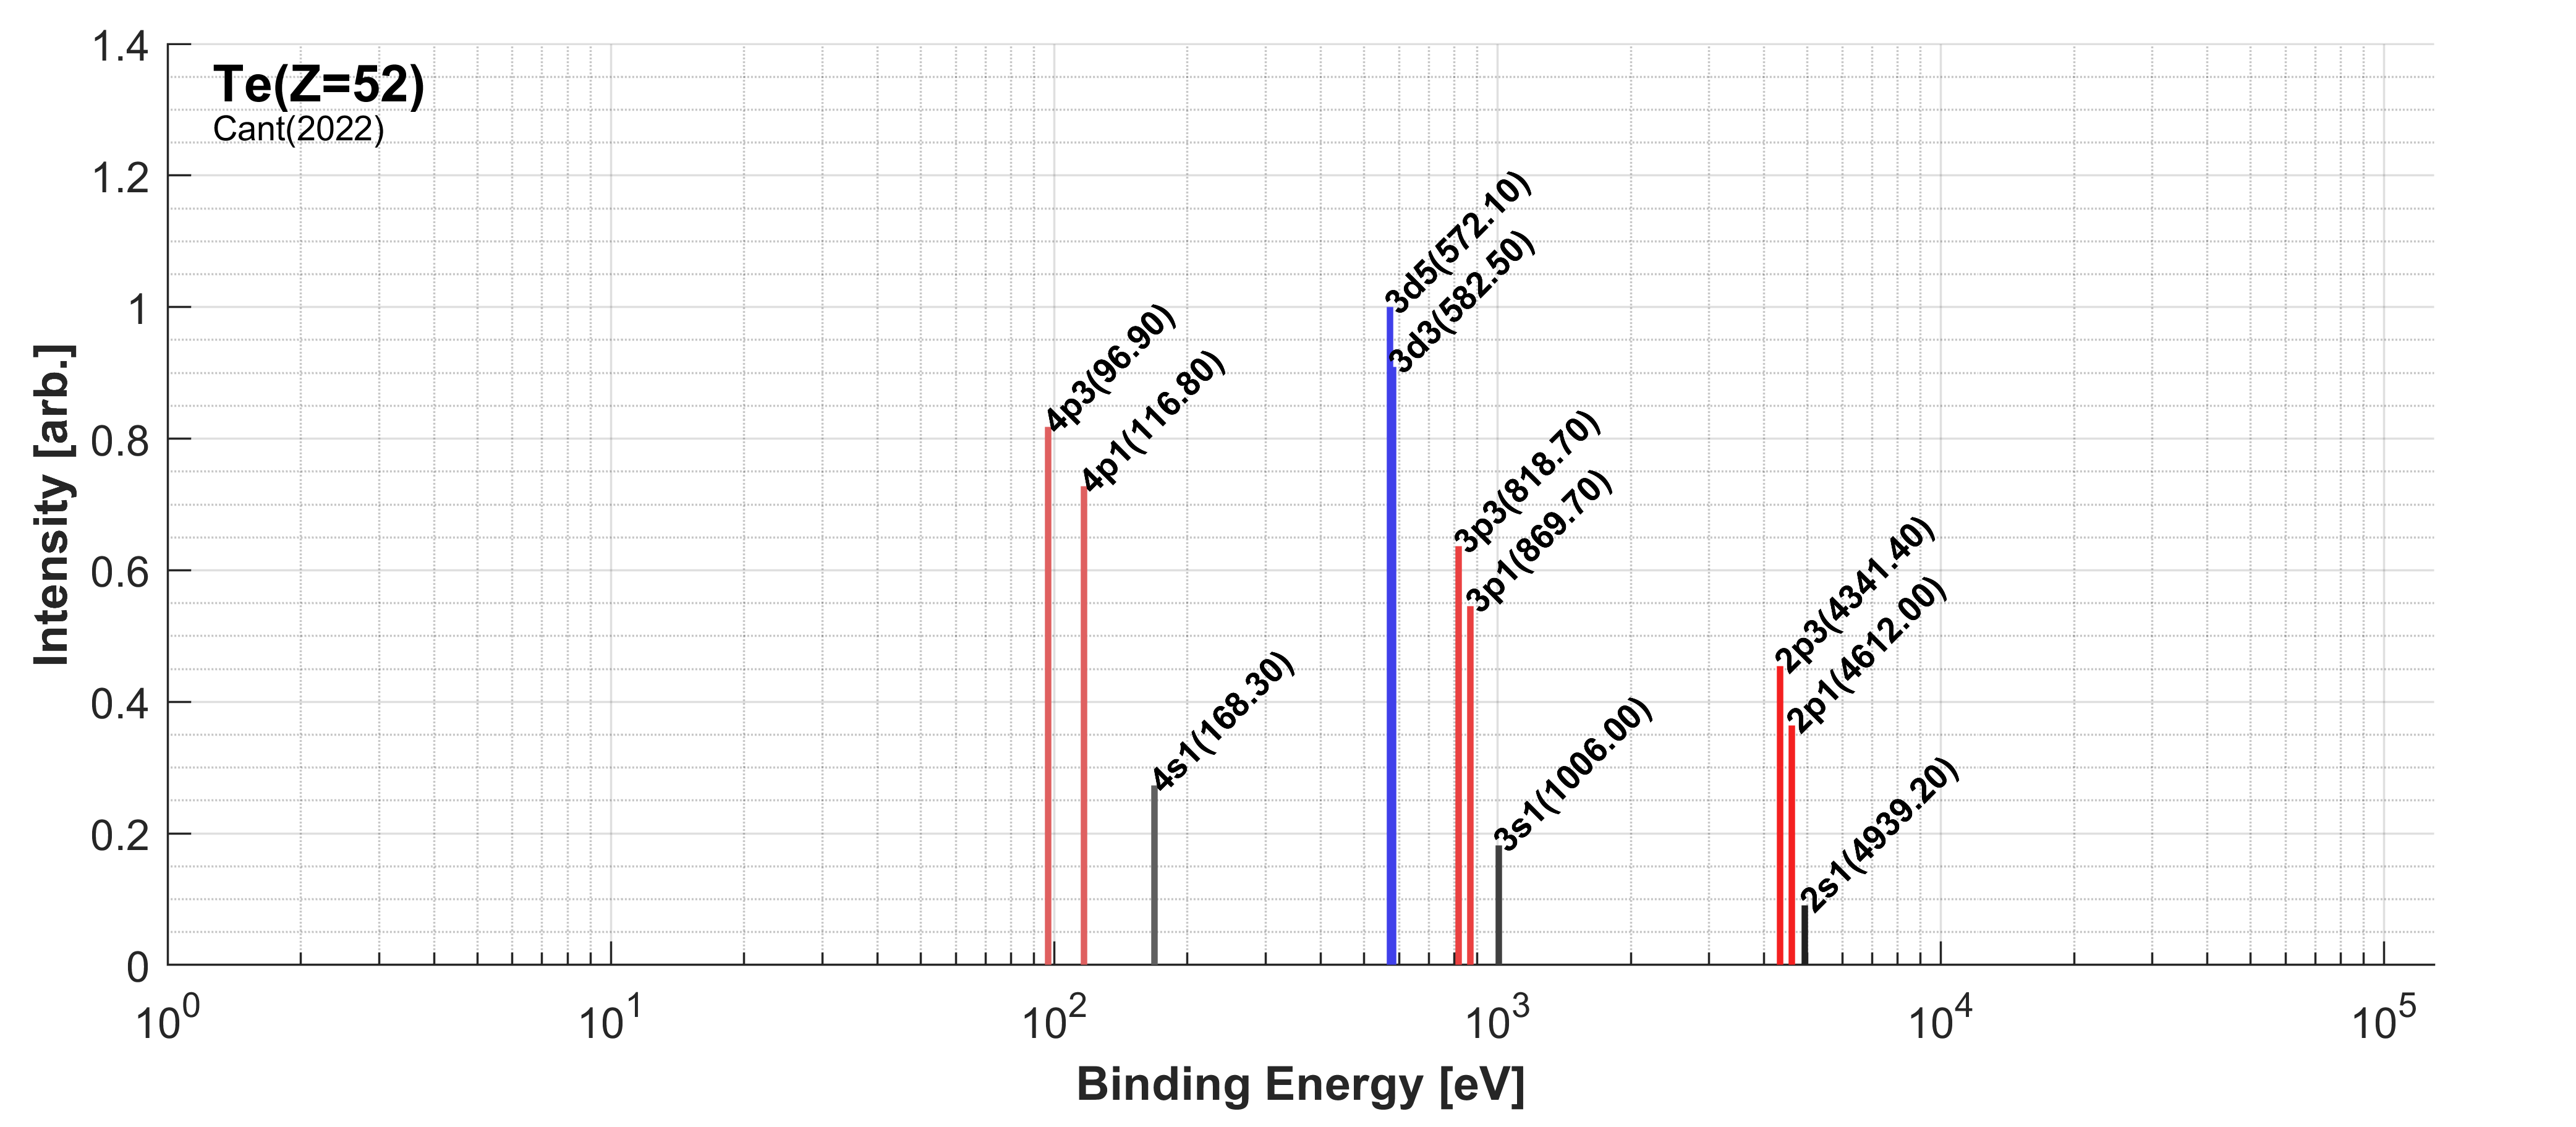 Te(Z=52)
Cant(2022)
Intensity [arb.]
1.4
1.2
1
0.8
0.6
0.4
0.2
0
4p3(96.90)
4p1(116.80)
4s1(168.30)
3d5(572.10)
3d3(582.50)
3p3(818.70)
3p1(869.70)
3s1(1006.00)
2p3(4341.40)
2p1(4612.00)
2s1(4939.20)
10^0 10^1 10^2 10^3 10^4 10^5
Binding Energy [eV]